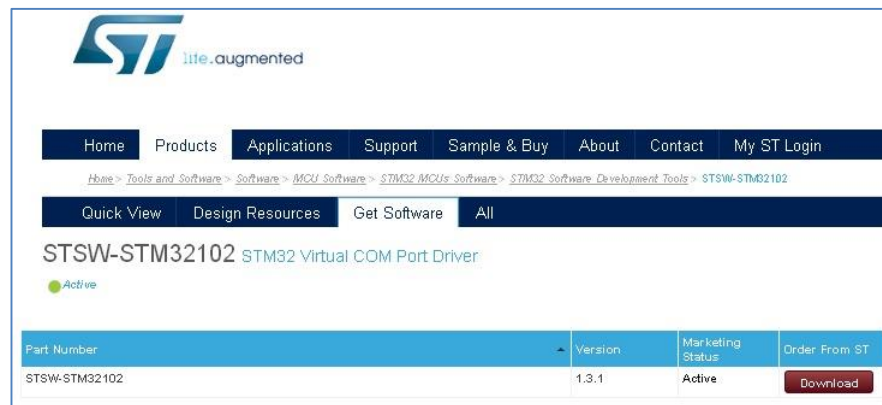 ST
life.augmented
Home Products Applications Support Sample & Buy About Contact My ST Login
Home > Tools and Software > Software > MCU Software > STM32 MCUs Software > STM32 Software Development Tools > STSW-STM32102
Quick View Design Resources Get Software All
STSW-STM32102 STM32 Virtual COM Port Driver
Active
Part Number Version Marketing Status Order From ST
STSW-STM32102 1.3.1 Active Download